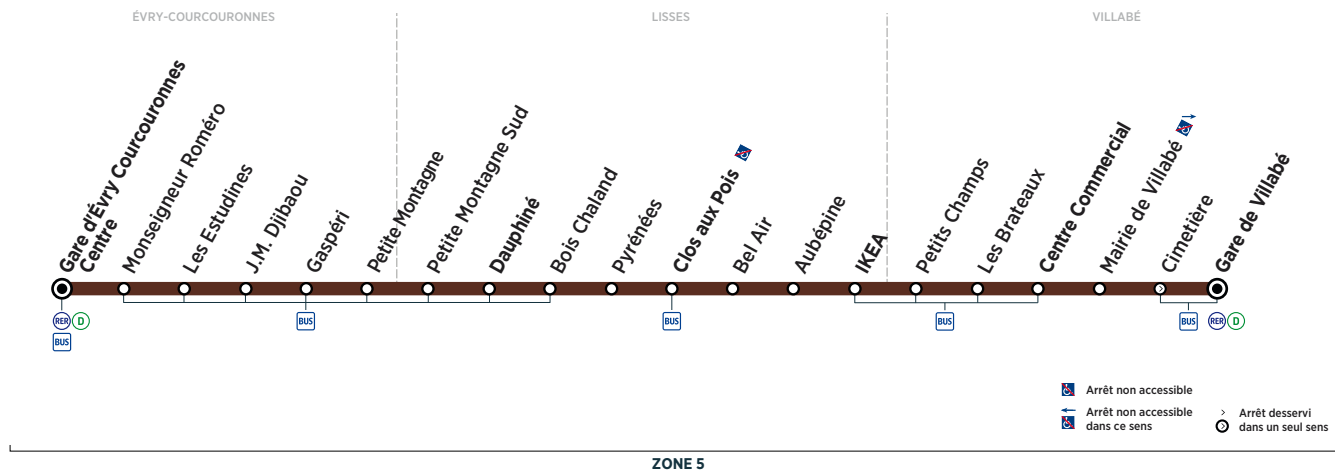 ÉVRY-COURCOURONNES
LISSES
VILLABÉ
Gare d'Évry Courcouronnes
Centre
Monseigneur Roméro
Les Estudines
J.M. Djibaou
Gaspéri
Petite Montagne
Petite Montagne Sud
Dauphiné
Bois Chaland
Pyrénées
Clos aux Pois
Bel Air
Aubépine
IKEA
Petits Champs
Les Brateaux
Centre Commercial
Mairie de Villabé
Cimetière
Gare de Villabé
RER D
BUS
BUS
BUS
BUS
BUS
RER D
Arrêt non accessible
Arrêt non accessible
dans ce sens
Arrêt desservi
dans un seul sens
ZONE 5